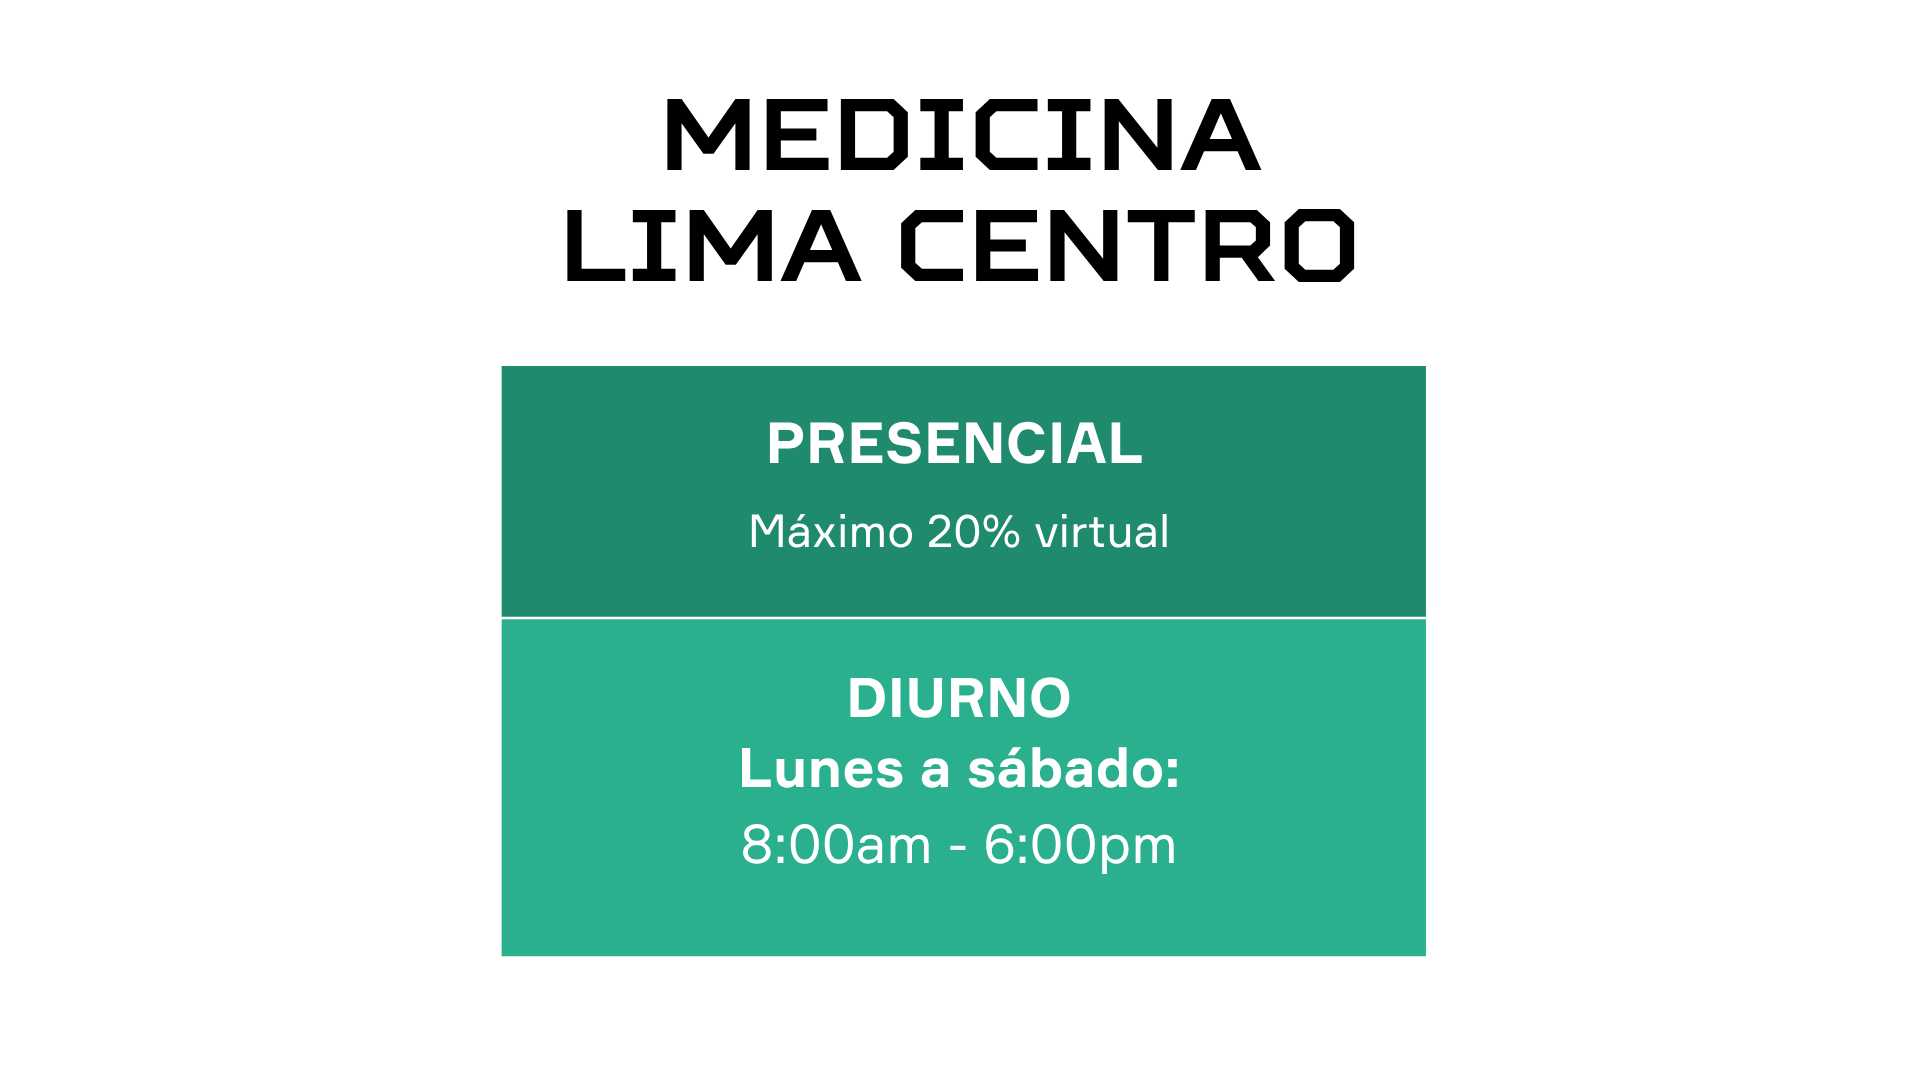 MEDICINA
LIMA CENTRO
PRESENCIAL
Máximo 20% virtual
DIURNO
Lunes a sábado:
8:00am - 6:00pm